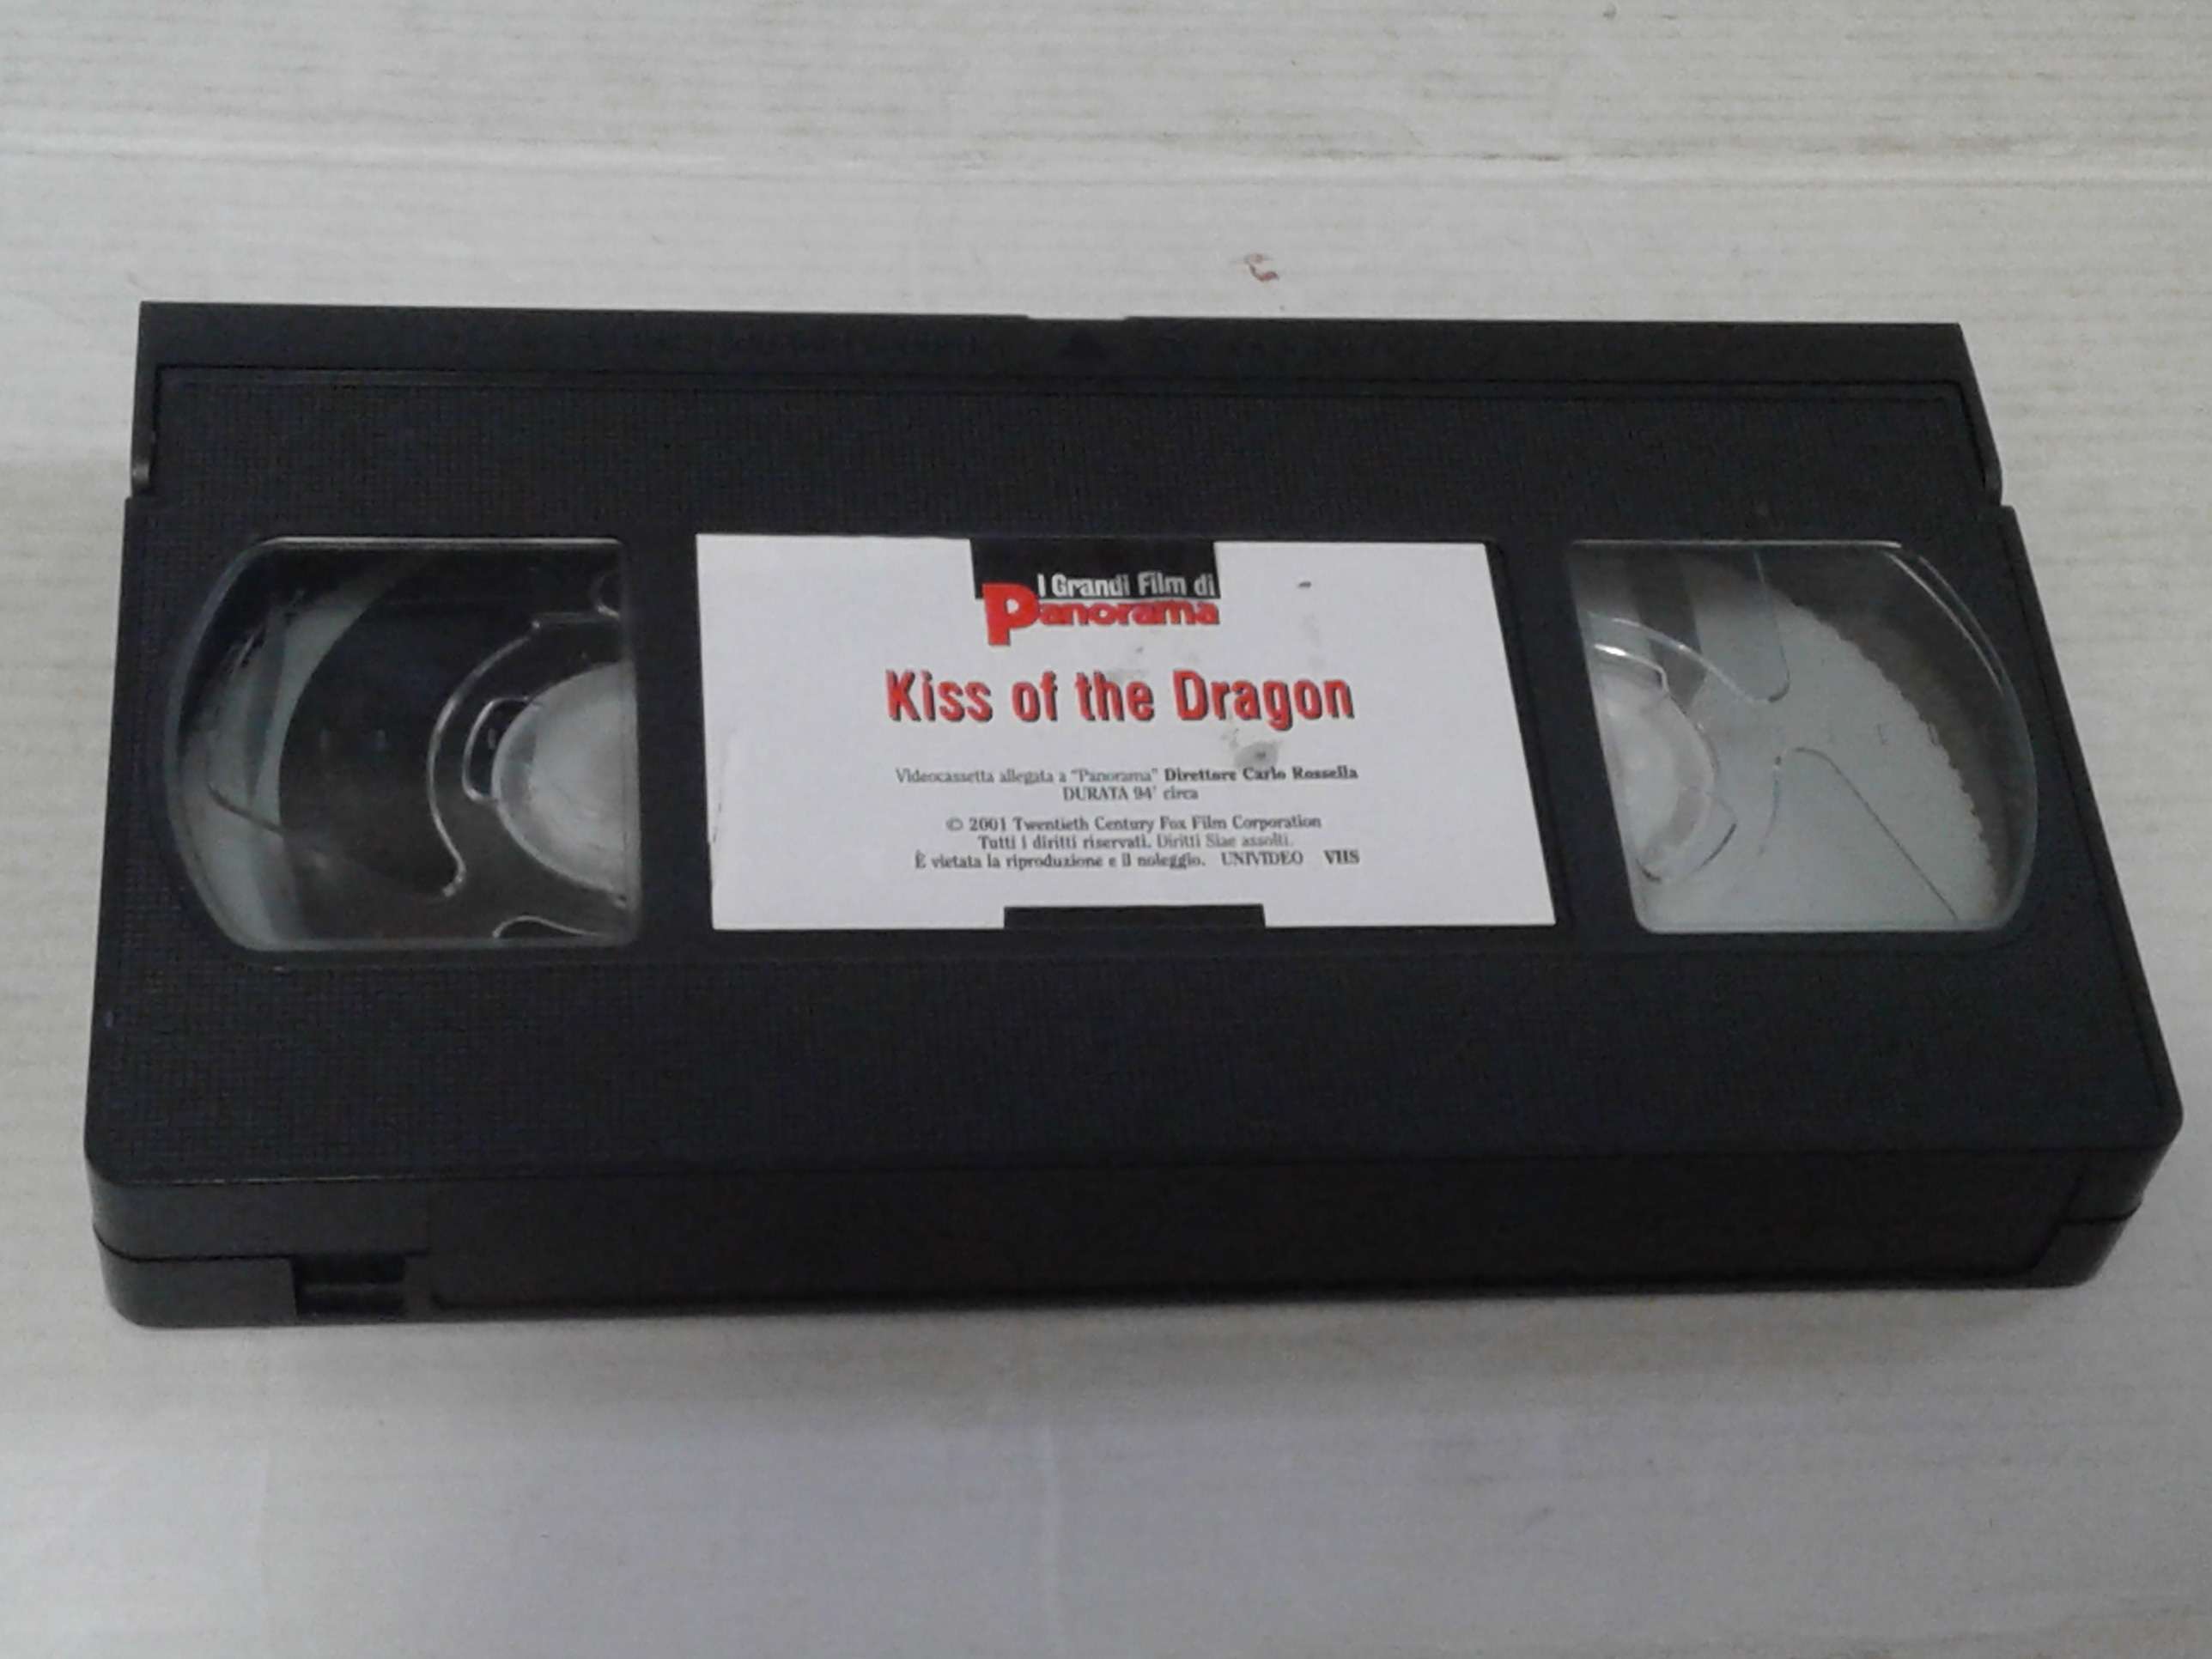 I Grandi Film di
Panorama
Kiss of the Dragon
Videocassetta allegata a "Panorama" Direttore Carlo Rossella
DURATA 94' circa
© 2001 Twentieth Century Fox Film Corporation
Tutti i diritti riservati. Diritti Siae assolti.
È vietata la riproduzione e il noleggio. UNIVIDEO VHS